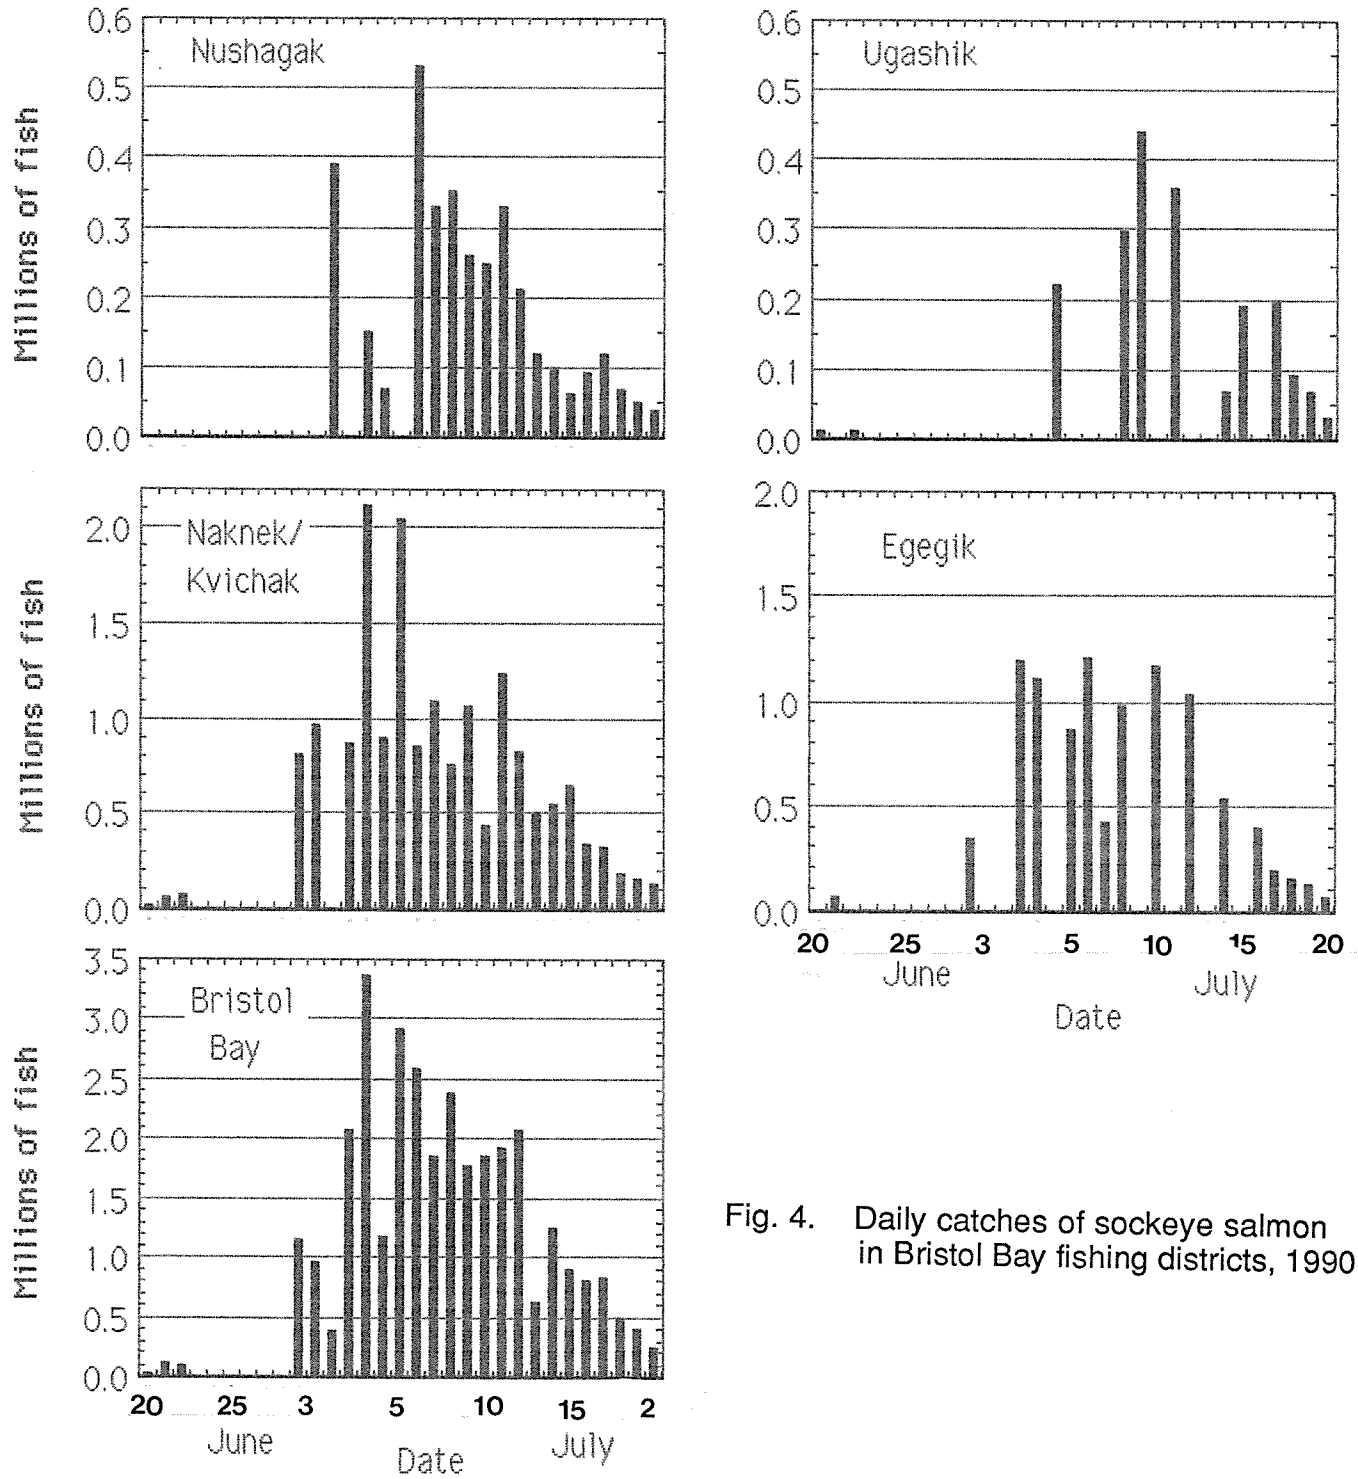 Nushagak
Millions of fish
0.6
0.5
0.4
0.3
0.2
0.1
0.0
Ugashik
0.6
0.5
0.4
0.3
0.2
0.1
0.0
Naknek/
Kvichak
Millions of fish
2.0
1.5
1.0
0.5
0.0
Egegik
2.0
1.5
1.0
0.5
0.0
20 25 3 5 10 15 20
June July
Date
Bristol
Bay
Millions of fish
3.5
3.0
2.5
2.0
1.5
1.0
0.5
0.0
20 25 3 5 10 15 2
June July
Date
Fig. 4. Daily catches of sockeye salmon
in Bristol Bay fishing districts, 1990